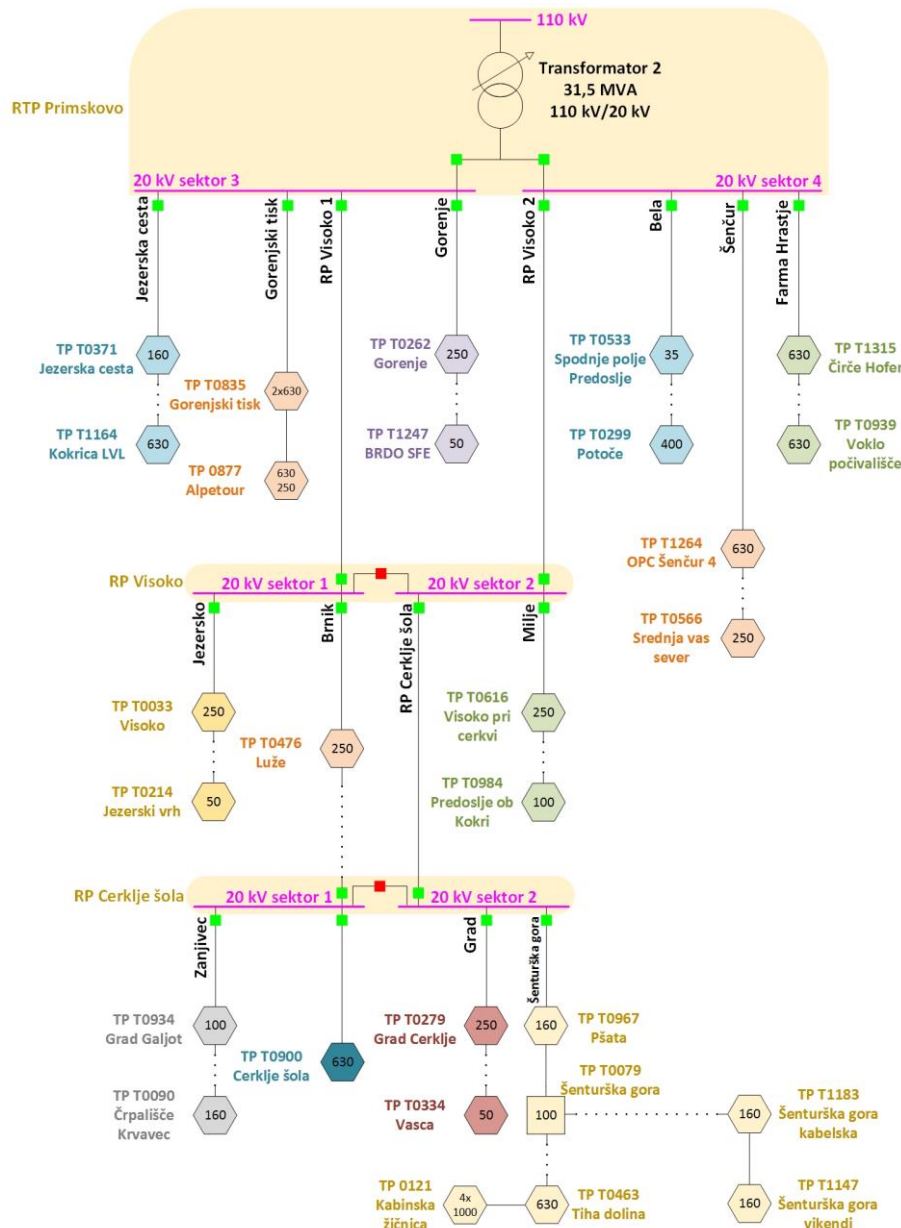 110 kV
Transformator 2
31,5 MVA
110 kV/20 kV
RTP Primskovo
20 kV sektor 3
20 kV sektor 4
Jezerska cesta
Gorenjski tisk
RP Visoko 1
Gorenje
RP Visoko 2
Bela
Šenčur
Farma Hrastje
TP T0371
Jezerska cesta
160
TP T1164
Kokrica LVL
630
TP T0835
Gorenjski tisk
2x630
TP 0877
Alpetour
630
250
TP T0262
Gorenje
250
TP T1247
BRDO SFE
50
TP T0533
Spodnje polje
Predoslje
35
TP T0299
Potoče
400
630
TP T1315
Čirče Hofer
630
TP T0939
Voklo
počivališče
TP T1264
OPC Šenčur 4
630
TP T0566
Srednja vas
sever
250
RP Visoko
20 kV sektor 1
20 kV sektor 2
Jezersko
Brnik
RP Cerklje šola
Milje
TP T0033
Visoko
250
TP T0214
Jezerski vrh
50
TP T0476
Luže
250
TP T0616
Visoko pri
cerkvi
250
TP T0984
Predoslje ob
Kokri
100
RP Cerklje šola
20 kV sektor 1
20 kV sektor 2
Zanjivec
Grad
Šenturška gora
TP T0934
Grad Galjot
100
TP T0090
Črpališče
Krvavec
160
TP T0900
Cerklje šola
630
TP T0279
Grad Cerklje
250
TP T0334
Vasca
50
160
TP T0967
Pšata
TP T0079
Šenturška gora
100
160
TP T1183
Šenturška gora
kabelska
TP 0121
Kabinska
žičnica
4x
1000
630
TP T0463
Tiha dolina
160
TP T1147
Šenturška gora
vikendi